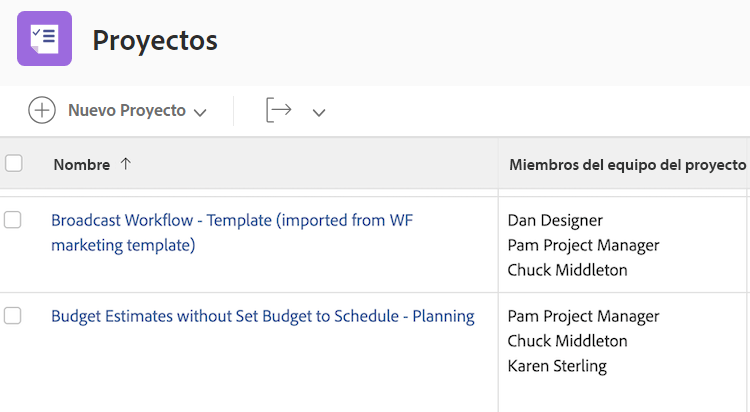 Proyectos
Nuevo Proyecto
Nombre ↑ Miembros del equipo del proyecto
Broadcast Workflow - Template (imported from WF
marketing template)
Dan Designer
Pam Project Manager
Chuck Middleton
Budget Estimates without Set Budget to Schedule - Planning
Pam Project Manager
Chuck Middleton
Karen Sterling